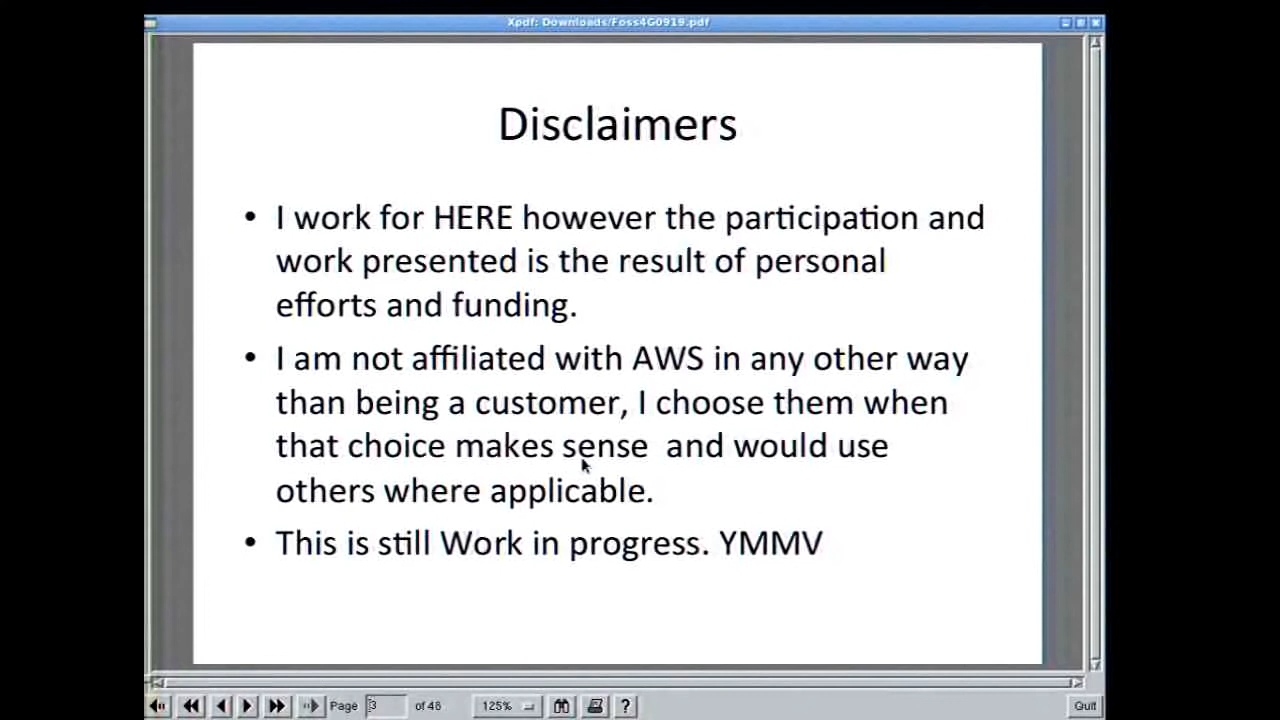 Xpdf: Downloads/Foss4G0919.pdf
Disclaimers
• I work for HERE however the participation and
work presented is the result of personal
efforts and funding.
• I am not affiliated with AWS in any other way
than being a customer, I choose them when
that choice makes sense  and would use
others where applicable.
• This is still Work in progress. YMMV
Page 3 of 48 125% ? Quit